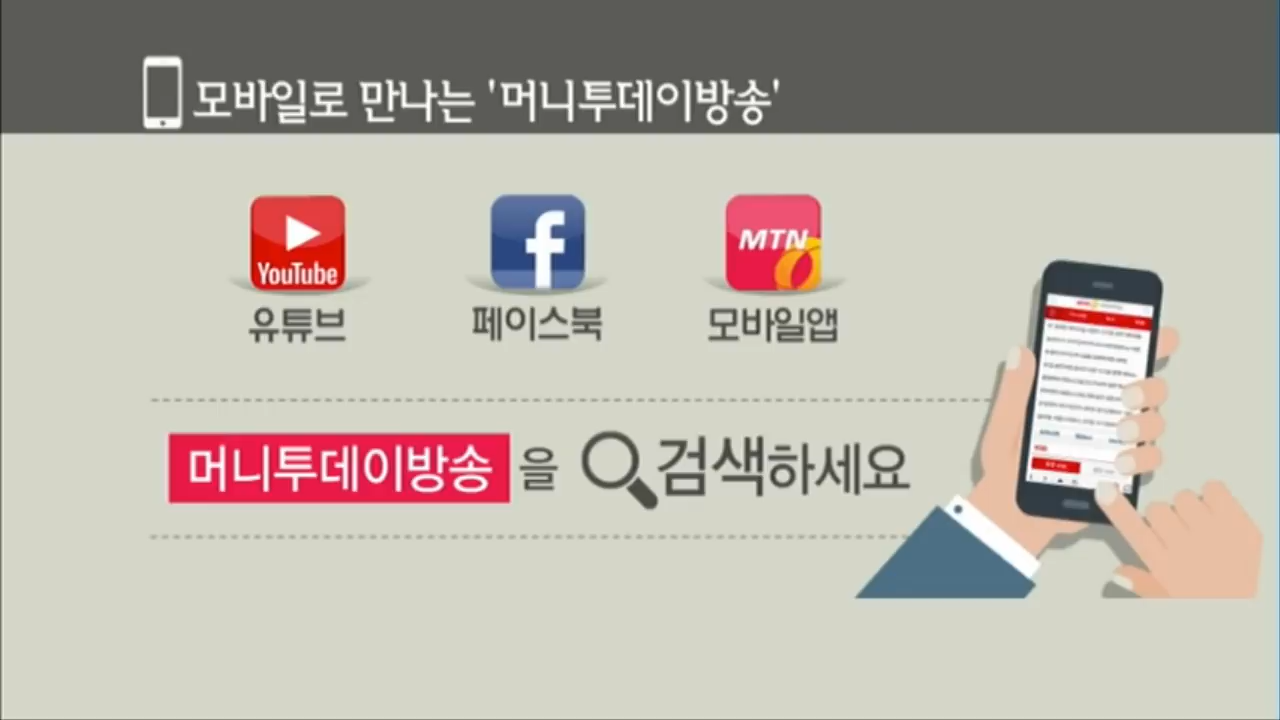 모바일로 만나는 '머니투데이방송'
YouTube
MTN
유튜브
페이스북
모바일앱
머니투데이방송 을 검색하세요